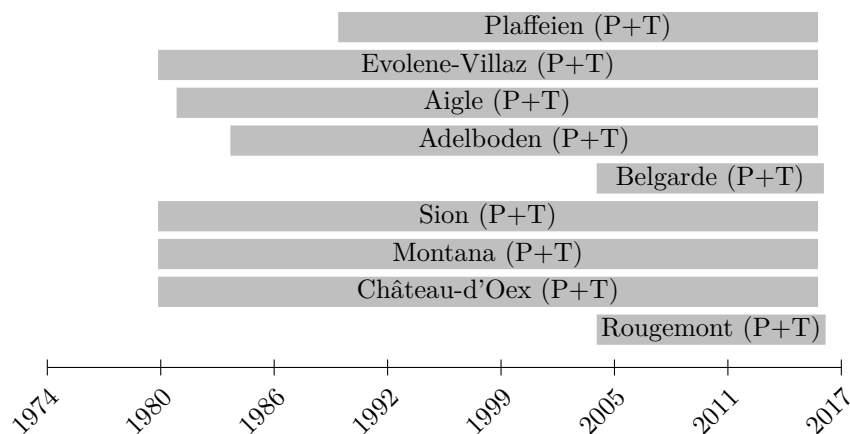 Plaffeien (P+T)
Evolene-Villaz (P+T)
Aigle (P+T)
Adelboden (P+T)
Belgarde (P+T)
Sion (P+T)
Montana (P+T)
Château-d'Oex (P+T)
Rougemont (P+T)
1974 1980 1986 1992 1999 2005 2011 2017